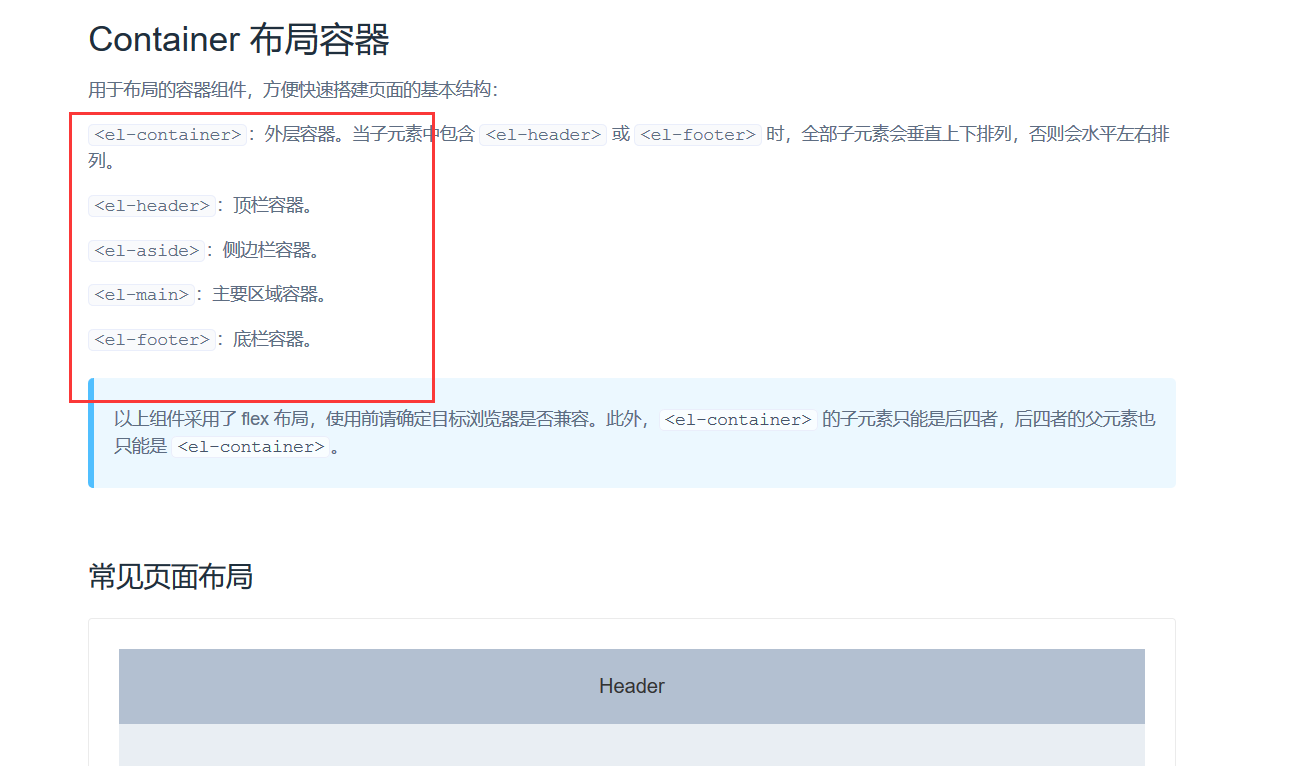 Container 布局容器
用于布局的容器组件，方便快速搭建页面的基本结构：
<el-container>：外层容器。当子元素中包含 <el-header> 或 <el-footer> 时，全部子元素会垂直上下排列，否则会水平左右排
列。
<el-header>：顶栏容器。
<el-aside>：侧边栏容器。
<el-main>：主要区域容器。
<el-footer>：底栏容器。
以上组件采用了 flex 布局，使用前请确定目标浏览器是否兼容。此外，<el-container> 的子元素只能是后四者，后四者的父元素也
只能是 <el-container>。
常见页面布局
Header